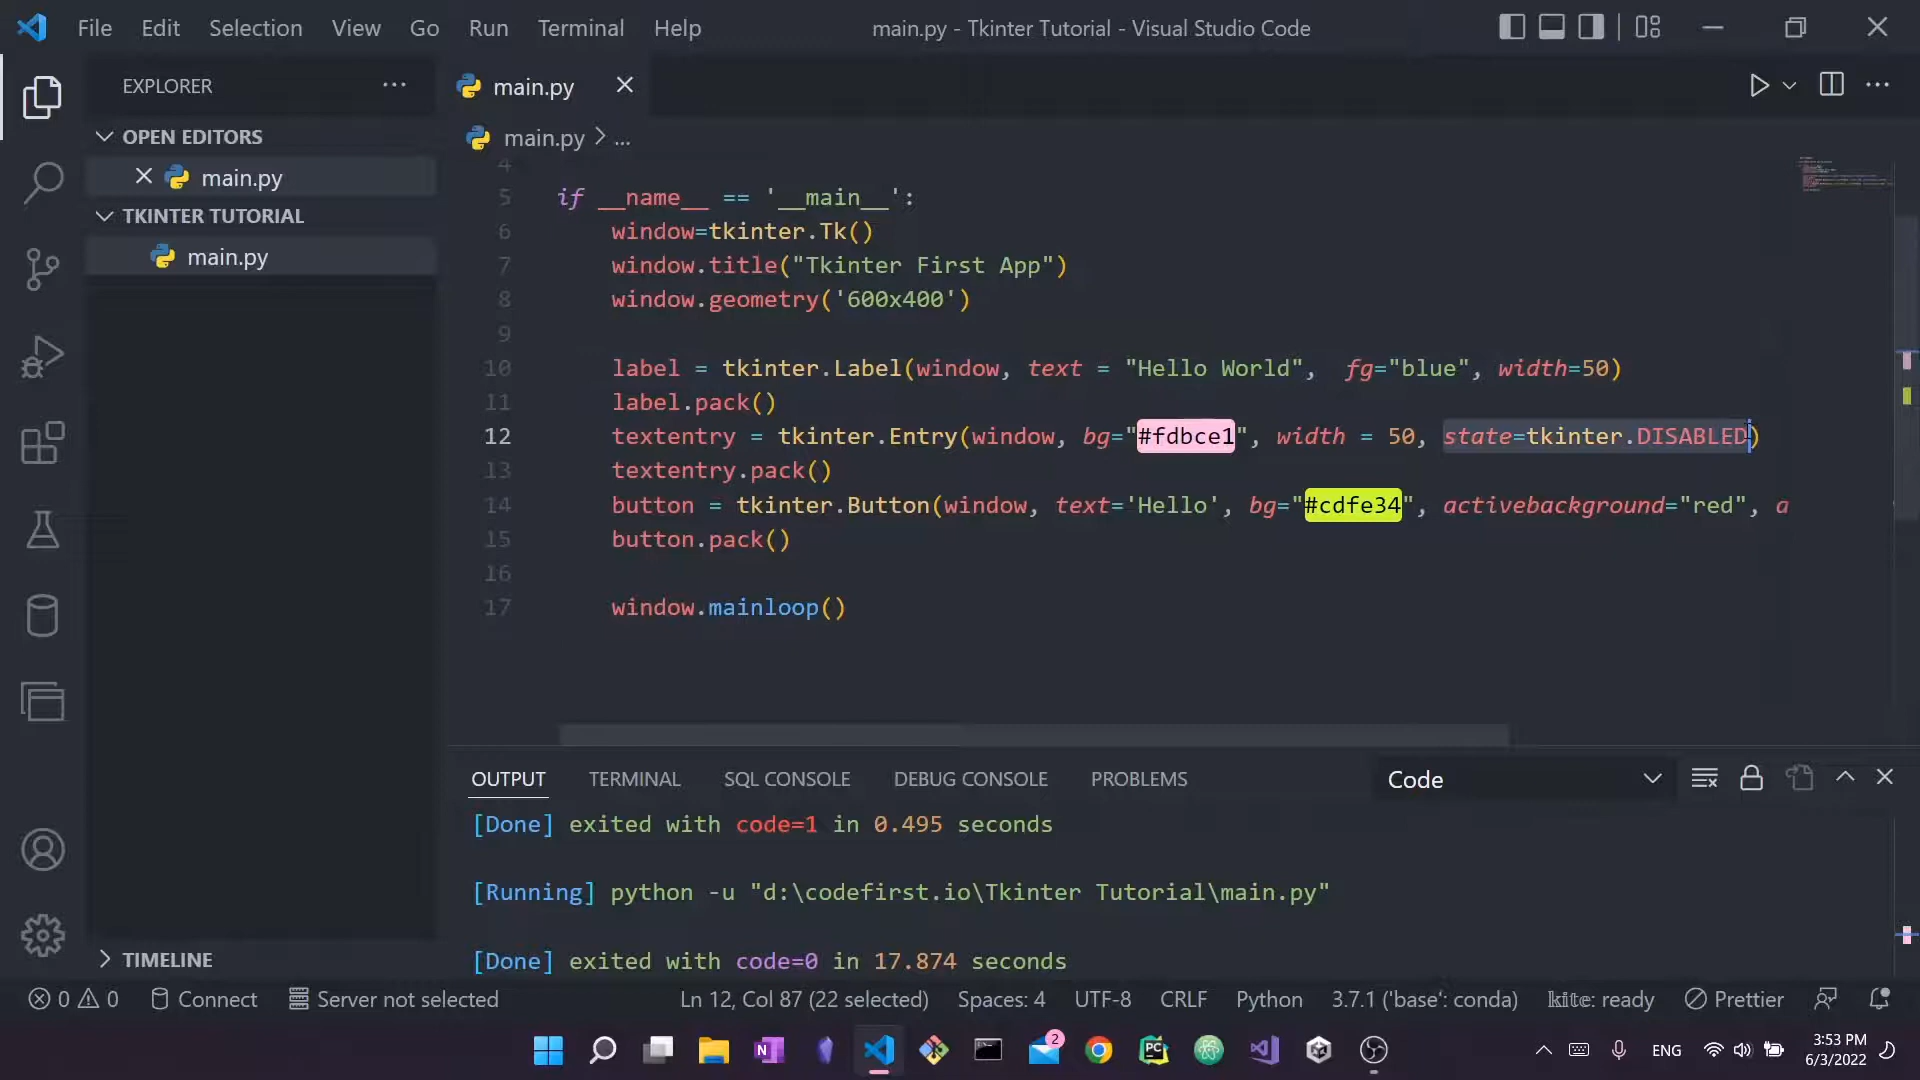 File Edit Selection View Go Run Terminal Help main.py - Tkinter Tutorial - Visual Studio Code
EXPLORER
main.py
OPEN EDITORS
main.py > ...
main.py
TKINTER TUTORIAL
main.py
4
5 if __name__ == '__main__':
6 window=tkinter.Tk()
7 window.title("Tkinter First App")
8 window.geometry('600x400')
9
10 label = tkinter.Label(window, text = "Hello World", fg="blue", width=50)
11 label.pack()
12 textentry = tkinter.Entry(window, bg="#fdbce1", width = 50, state=tkinter.DISABLED)
13 textentry.pack()
14 button = tkinter.Button(window, text='Hello', bg="#cdfe34", activebackground="red", a
15 button.pack()
16
17 window.mainloop()
OUTPUT TERMINAL SQL CONSOLE DEBUG CONSOLE PROBLEMS Code
[Done] exited with code=1 in 0.495 seconds
[Running] python -u "d:\codefirst.io\Tkinter Tutorial\main.py"
[Done] exited with code=0 in 17.874 seconds
TIMELINE
0 0 Connect Server not selected Ln 12, Col 87 (22 selected) Spaces: 4 UTF-8 CRLF Python 3.7.1 ('base': conda) kite: ready Prettier
N 2 PC ENG 3:53 PM
6/3/2022